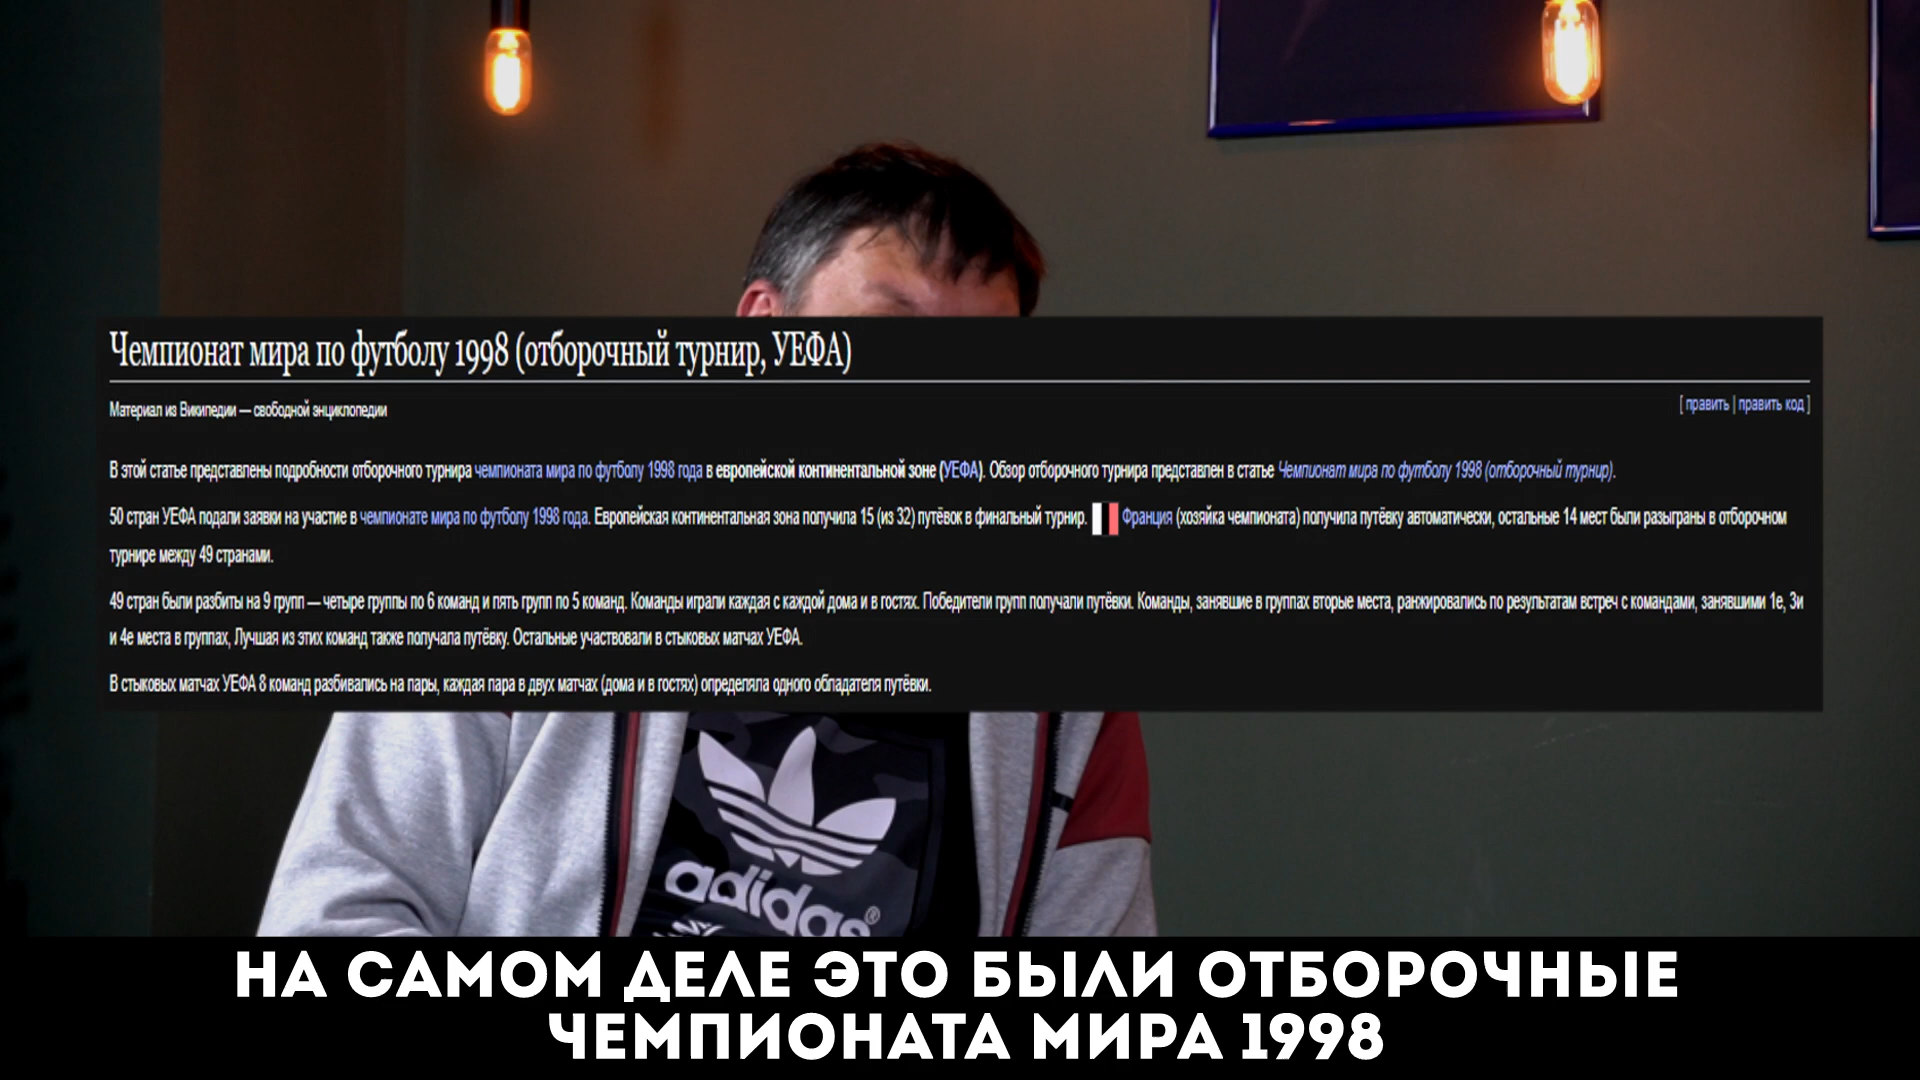 Чемпионат мира по футболу 1998 (отборочный турнир, УЕФА)
Материал из Википедии — свободной энциклопедии
[ править | править код ]
В этой статье представлены подробности отборочного турнира чемпионата мира по футболу 1998 года в европейской континентальной зоне (УЕФА). Обзор отборочного турнира представлен в статье Чемпионат мира по футболу 1998 (отборочный турнир).
50 стран УЕФА подали заявки на участие в чемпионате мира по футболу 1998 года. Европейская континентальная зона получила 15 (из 32) путёвок в финальный турнир. Франция (хозяйка чемпионата) получила путёвку автоматически, остальные 14 мест были разыграны в отборочном
турнире между 49 странами.
49 стран были разбиты на 9 групп — четыре группы по 6 команд и пять групп по 5 команд. Команды играли каждая с каждой дома и в гостях. Победители групп получали путёвки. Команды, занявшие в группах вторые места, ранжировались по результатам встреч с командами, занявшими 1е, 3и
и 4е места в группах, Лучшая из этих команд также получала путёвку. Остальные участвовали в стыковых матчах УЕФА.
В стыковых матчах УЕФА 8 команд разбивались на пары, каждая пара в двух матчах (дома и в гостях) определяла одного обладателя путёвки.
adidas®
НА САМОМ ДЕЛЕ ЭТО БЫЛИ ОТБОРОЧНЫЕ
ЧЕМПИОНАТА МИРА 1998